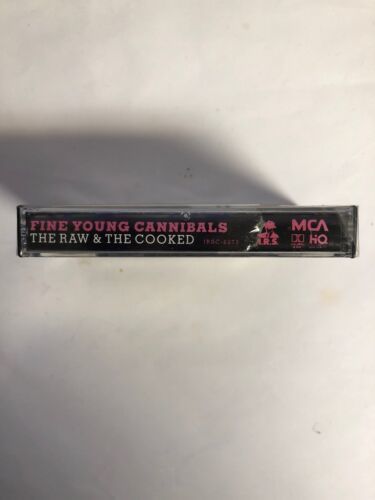 FINE YOUNG CANNIBALS
THE RAW & THE COOKED
I.R.S.
MCA
HQ